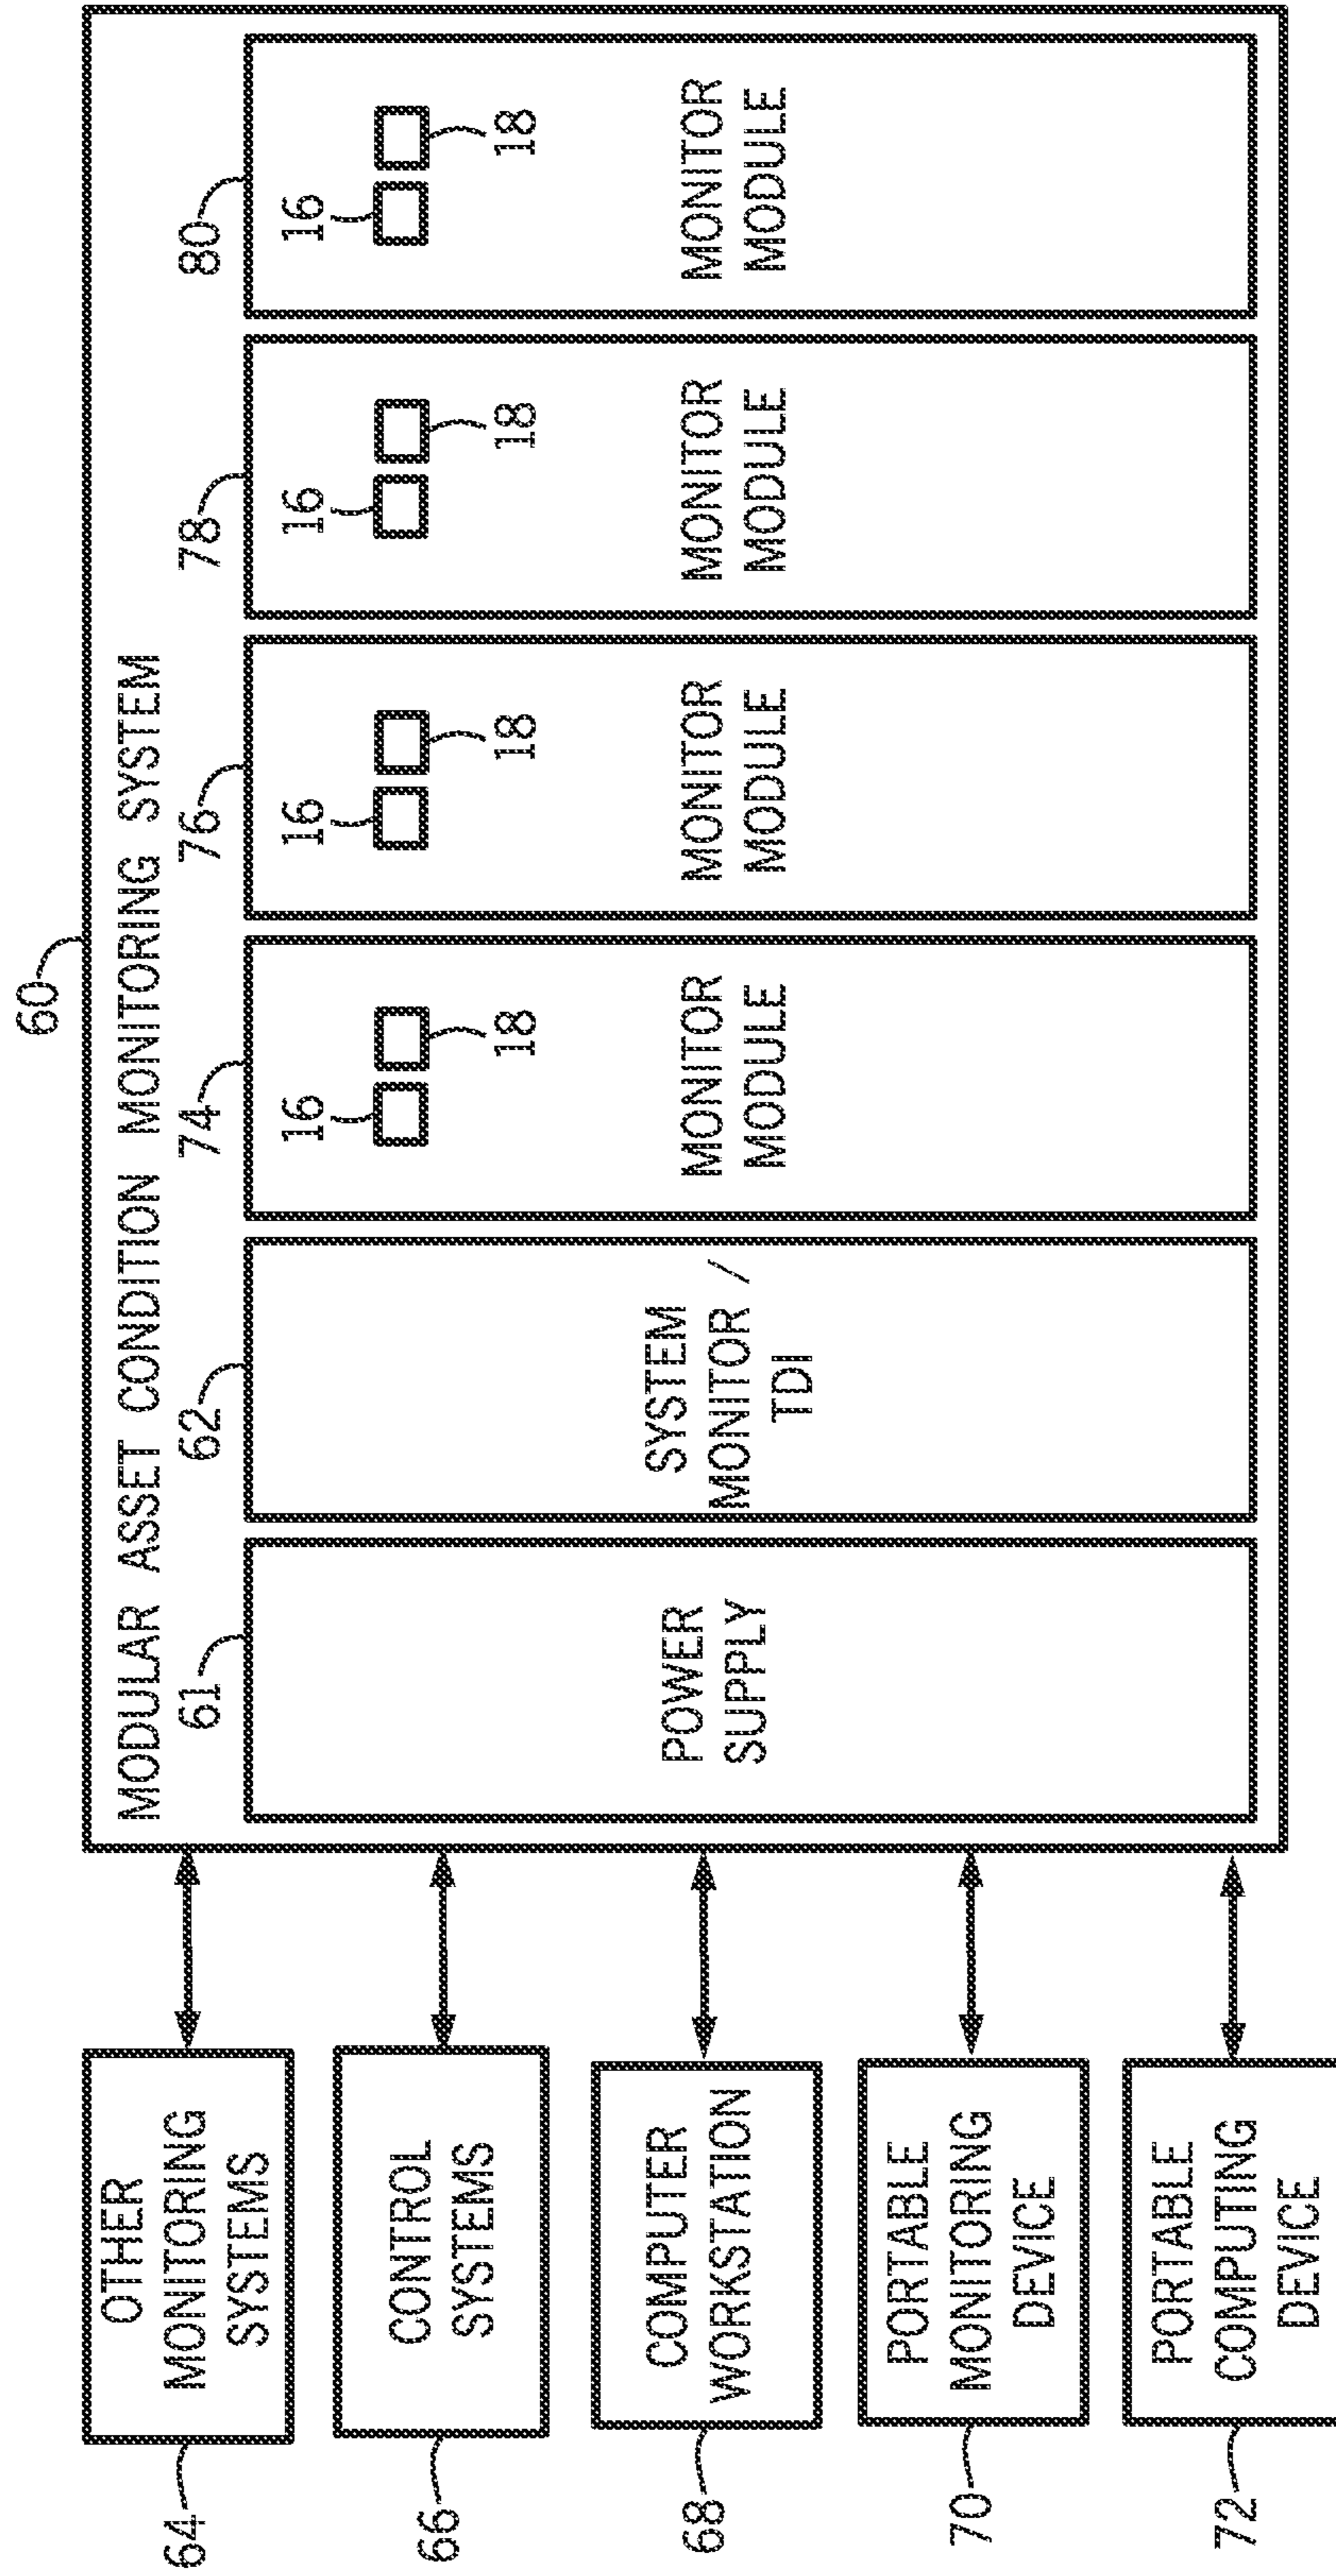 60
MODULAR ASSET CONDITION MONITORING SYSTEM
61
62
74
76
78
80
16
18
16
18
16
18
16
18
POWER
SUPPLY
SYSTEM
MONITOR /
TDI
MONITOR
MODULE
MONITOR
MODULE
MONITOR
MODULE
MONITOR
MODULE
64
OTHER
MONITORING
SYSTEMS
66
CONTROL
SYSTEMS
68
COMPUTER
WORKSTATION
70
PORTABLE
MONITORING
DEVICE
72
PORTABLE
COMPUTING
DEVICE